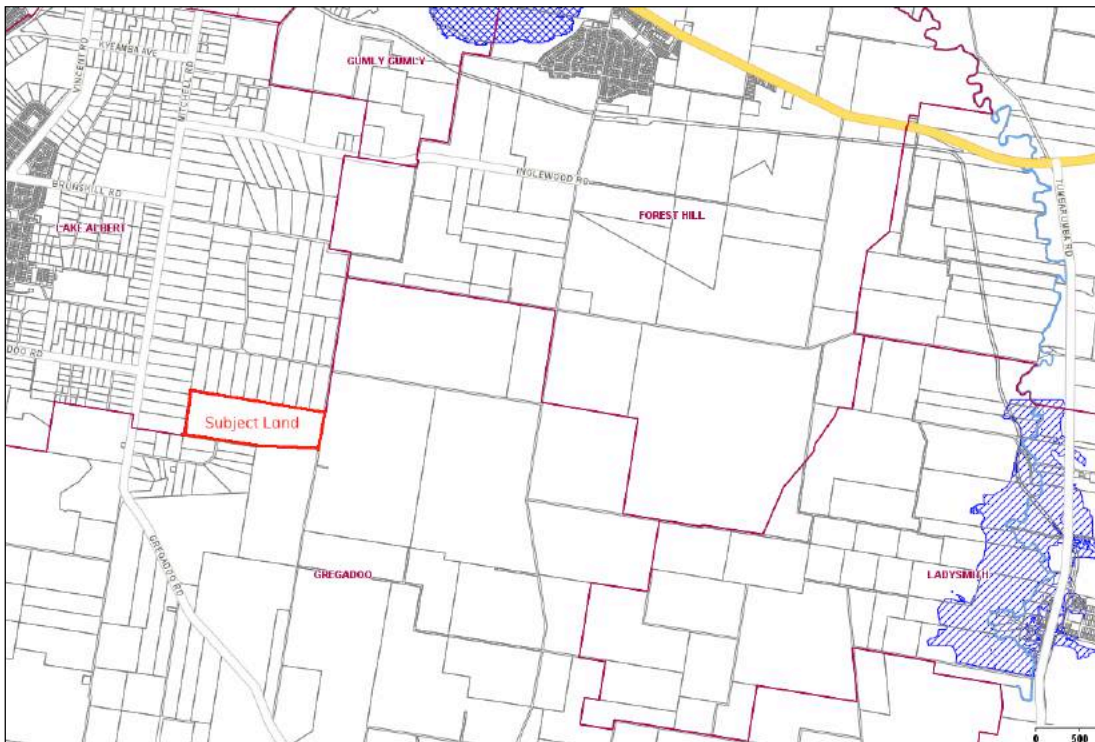 KYEAMBA AVE
GUMLY GUMLY
VINCENT RD
MITCHELL RD
INGLEWOOD RD
BRUNSKILL RD
FOREST HILL
TUMBARUMBA RD
LAKE ALBERT
DOO RD
Subject Land
GREGADOO RD
GREGADOO
LADYSMITH
0 500